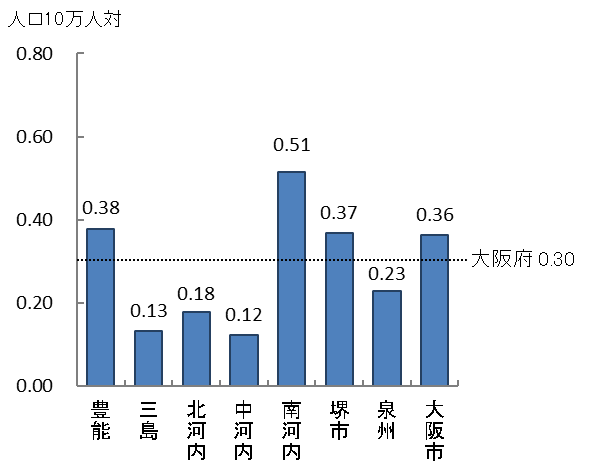 人口10万人対
0.80
0.60
0.40
0.20
0.00
0.38
0.13
0.18
0.12
0.51
0.37
0.23
0.36
大阪府 0.30
豊能
三島
北河内
中河内
南河内
堺市
泉州
大阪市